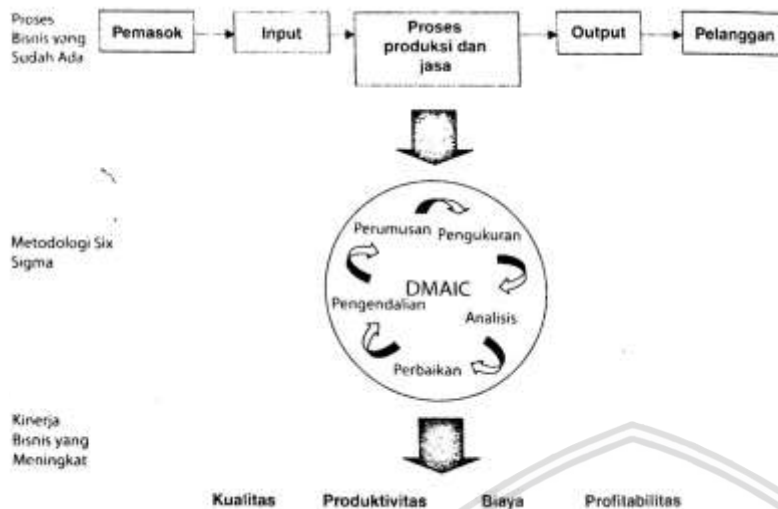 Proses
Bisnis yang
Sudah Ada
Pemasok
Input
Proses
produksi dan
jasa
Output
Pelanggan
Metodologi Six
Sigma
Perumusan
Pengukuran
DMAIC
Pengendalian
Analisis
Perbaikan
Kinerja
Bisnis yang
Meningkat
Kualitas Produktivitas Biaya Profitabilitas